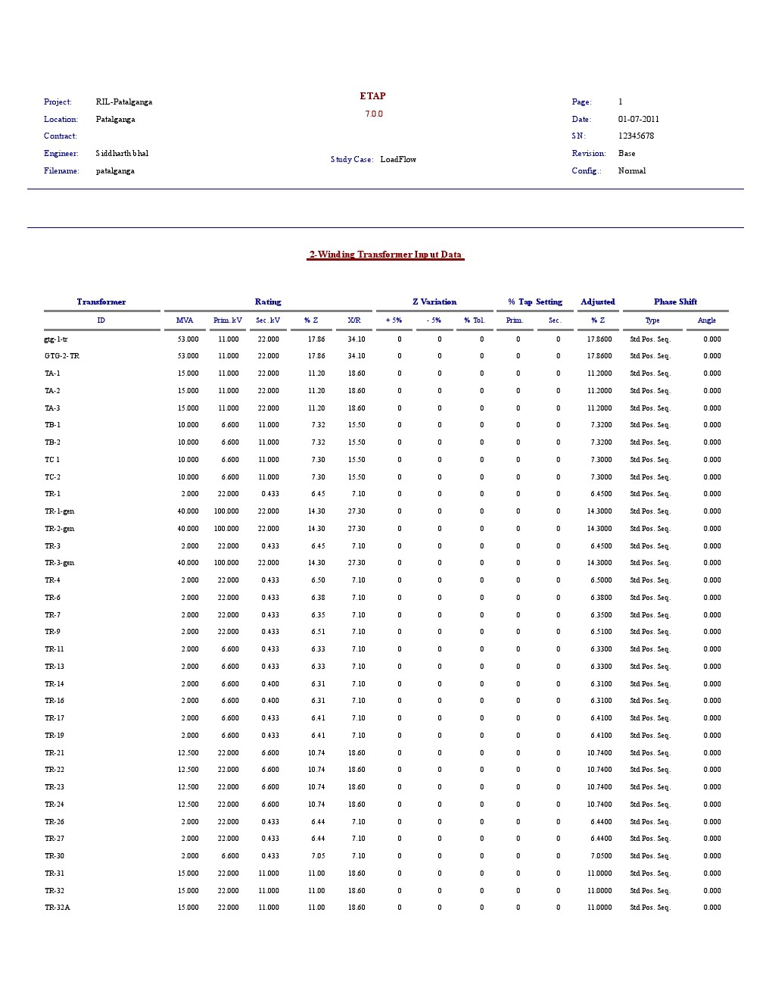 ETAP
Project: RIL-Patalganga Page: 1
7.0.0
Location: Patalganga Date: 01-07-2011
Contract: SN: 12345678
Engineer: Siddharth bhal Revision: Base
Study Case: LoadFlow
Filename: patalganga Config.: Normal
2-Winding Transformer Input Data
Transformer Rating Z Variation % Tap Setting Adjusted Phase Shift
ID MVA Prim. kV Sec. kV % Z X/R + 5% - 5% % Tol. Prim. Sec. % Z Type Angle
gtg-1-tr 53.000 11.000 22.000 17.86 34.10 0 0 0 0 0 17.8600 Std Pos. Seq. 0.000
GTG-2-TR 53.000 11.000 22.000 17.86 34.10 0 0 0 0 0 17.8600 Std Pos. Seq. 0.000
TA-1 15.000 11.000 22.000 11.20 18.60 0 0 0 0 0 11.2000 Std Pos. Seq. 0.000
TA-2 15.000 11.000 22.000 11.20 18.60 0 0 0 0 0 11.2000 Std Pos. Seq. 0.000
TA-3 15.000 11.000 22.000 11.20 18.60 0 0 0 0 0 11.2000 Std Pos. Seq. 0.000
TB-1 10.000 6.600 11.000 7.32 15.50 0 0 0 0 0 7.3200 Std Pos. Seq. 0.000
TB-2 10.000 6.600 11.000 7.32 15.50 0 0 0 0 0 7.3200 Std Pos. Seq. 0.000
TC 1 10.000 6.600 11.000 7.30 15.50 0 0 0 0 0 7.3000 Std Pos. Seq. 0.000
TC-2 10.000 6.600 11.000 7.30 15.50 0 0 0 0 0 7.3000 Std Pos. Seq. 0.000
TR-1 2.000 22.000 0.433 6.45 7.10 0 0 0 0 0 6.4500 Std Pos. Seq. 0.000
TR-1-gen 40.000 100.000 22.000 14.30 27.30 0 0 0 0 0 14.3000 Std Pos. Seq. 0.000
TR-2-gen 40.000 100.000 22.000 14.30 27.30 0 0 0 0 0 14.3000 Std Pos. Seq. 0.000
TR-3 2.000 22.000 0.433 6.45 7.10 0 0 0 0 0 6.4500 Std Pos. Seq. 0.000
TR-3-gen 40.000 100.000 22.000 14.30 27.30 0 0 0 0 0 14.3000 Std Pos. Seq. 0.000
TR-4 2.000 22.000 0.433 6.50 7.10 0 0 0 0 0 6.5000 Std Pos. Seq. 0.000
TR-6 2.000 22.000 0.433 6.38 7.10 0 0 0 0 0 6.3800 Std Pos. Seq. 0.000
TR-7 2.000 22.000 0.433 6.35 7.10 0 0 0 0 0 6.3500 Std Pos. Seq. 0.000
TR-9 2.000 22.000 0.433 6.51 7.10 0 0 0 0 0 6.5100 Std Pos. Seq. 0.000
TR-11 2.000 6.600 0.433 6.33 7.10 0 0 0 0 0 6.3300 Std Pos. Seq. 0.000
TR-13 2.000 6.600 0.433 6.33 7.10 0 0 0 0 0 6.3300 Std Pos. Seq. 0.000
TR-14 2.000 6.600 0.400 6.31 7.10 0 0 0 0 0 6.3100 Std Pos. Seq. 0.000
TR-16 2.000 6.600 0.400 6.31 7.10 0 0 0 0 0 6.3100 Std Pos. Seq. 0.000
TR-17 2.000 6.600 0.433 6.41 7.10 0 0 0 0 0 6.4100 Std Pos. Seq. 0.000
TR-19 2.000 6.600 0.433 6.41 7.10 0 0 0 0 0 6.4100 Std Pos. Seq. 0.000
TR-21 12.500 22.000 6.600 10.74 18.60 0 0 0 0 0 10.7400 Std Pos. Seq. 0.000
TR-22 12.500 22.000 6.600 10.74 18.60 0 0 0 0 0 10.7400 Std Pos. Seq. 0.000
TR-23 12.500 22.000 6.600 10.74 18.60 0 0 0 0 0 10.7400 Std Pos. Seq. 0.000
TR-24 12.500 22.000 6.600 10.74 18.60 0 0 0 0 0 10.7400 Std Pos. Seq. 0.000
TR-26 2.000 22.000 0.433 6.44 7.10 0 0 0 0 0 6.4400 Std Pos. Seq. 0.000
TR-27 2.000 22.000 0.433 6.44 7.10 0 0 0 0 0 6.4400 Std Pos. Seq. 0.000
TR-30 2.000 6.600 0.433 7.05 7.10 0 0 0 0 0 7.0500 Std Pos. Seq. 0.000
TR-31 15.000 22.000 11.000 11.00 18.60 0 0 0 0 0 11.0000 Std Pos. Seq. 0.000
TR-32 15.000 22.000 11.000 11.00 18.60 0 0 0 0 0 11.0000 Std Pos. Seq. 0.000
TR-32A 15.000 22.000 11.000 11.00 18.60 0 0 0 0 0 11.0000 Std Pos. Seq. 0.000